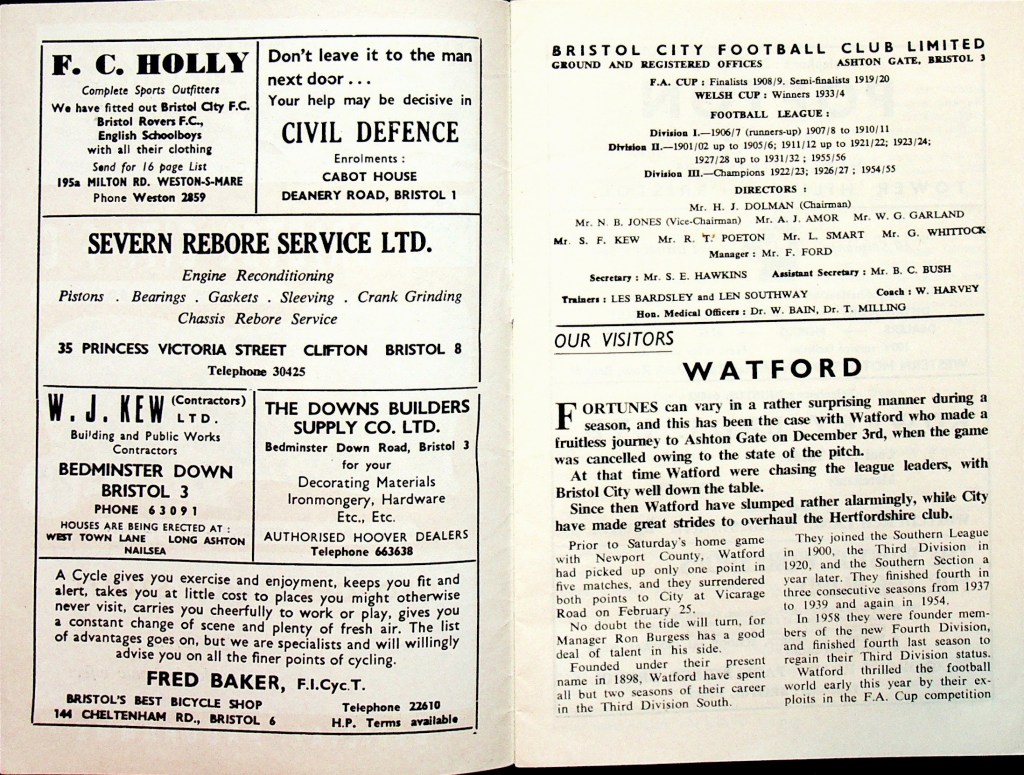 F. C. HOLLY
Complete Sports Outfitters
We have fitted out Bristol City F.C.
Bristol Rovers F.C.,
English Schoolboys
with all their clothing
Send for 16 page List
195a MILTON RD. WESTON-S-MARE
Phone Weston 2859
Don't leave it to the man
next door . . .
Your help may be decisive in
CIVIL DEFENCE
Enrolments :
CABOT HOUSE
DEANERY ROAD, BRISTOL 1
SEVERN REBORE SERVICE LTD.
Engine Reconditioning
Pistons . Bearings . Gaskets . Sleeving . Crank Grinding
Chassis Rebore Service
35 PRINCESS VICTORIA STREET CLIFTON BRISTOL 8
Telephone 30425
W. J. KEW (Contractors) LTD.
Building and Public Works
Contractors
BEDMINSTER DOWN
BRISTOL 3
PHONE 63091
HOUSES ARE BEING ERECTED AT :
WEST TOWN LANE LONG ASHTON
NAILSEA
THE DOWNS BUILDERS
SUPPLY CO. LTD.
Bedminster Down Road, Bristol 3
for your
Decorating Materials
Ironmongery, Hardware
Etc., Etc.
AUTHORISED HOOVER DEALERS
Telephone 663638
A Cycle gives you exercise and enjoyment, keeps you fit and
alert, takes you at little cost to places you might otherwise
never visit, carries you cheerfully to work or play, gives you
a constant change of scene and plenty of fresh air. The list
of advantages goes on, but we are specialists and will willingly
advise you on all the finer points of cycling.
FRED BAKER, F.I.Cyc.T.
BRISTOL'S BEST BICYCLE SHOP
144 CHELTENHAM RD., BRISTOL 6
Telephone 22610
H.P. Terms available
BRISTOL CITY FOOTBALL CLUB LIMITED
GROUND AND REGISTERED OFFICES ASHTON GATE, BRISTOL 3
F.A. CUP : Finalists 1908/9. Semi-finalists 1919/20
WELSH CUP : Winners 1933/4
FOOTBALL LEAGUE :
Division I.—1906/7 (runners-up) 1907/8 to 1910/11
Division II.—1901/02 up to 1905/6; 1911/12 up to 1921/22; 1923/24;
1927/28 up to 1931/32 ; 1955/56
Division III.—Champions 1922/23; 1926/27 ; 1954/55
DIRECTORS :
Mr. H. J. DOLMAN (Chairman)
Mr. N. B. JONES (Vice-Chairman) Mr. A. J. AMOR Mr. W. G. GARLAND
Mr. S. F. KEW Mr. R. T. POETON Mr. L. SMART Mr. G. WHITTOCK
Manager : Mr. F. FORD
Secretary : Mr. S. E. HAWKINS Assistant Secretary : Mr. B. C. BUSH
Trainers : LES BARDSLEY and LEN SOUTHWAY Coach : W. HARVEY
Hon. Medical Officers : Dr. W. BAIN, Dr. T. MILLING
OUR VISITORS
WATFORD
FORTUNES can vary in a rather surprising manner during a
season, and this has been the case with Watford who made a
fruitless journey to Ashton Gate on December 3rd, when the game
was cancelled owing to the state of the pitch.
At that time Watford were chasing the league leaders, with
Bristol City well down the table.
Since then Watford have slumped rather alarmingly, while City
have made great strides to overhaul the Hertfordshire club.
Prior to Saturday's home game
with Newport County, Watford
had picked up only one point in
five matches, and they surrendered
both points to City at Vicarage
Road on February 25.
No doubt the tide will turn, for
Manager Ron Burgess has a good
deal of talent in his side.
Founded under their present
name in 1898, Watford have spent
all but two seasons of their career
in the Third Division South.
They joined the Southern League
in 1900, the Third Division in
1920, and the Southern Section a
year later. They finished fourth in
three consecutive seasons from 1937
to 1939 and again in 1954.
In 1958 they were founder mem-
bers of the new Fourth Division,
and finished fourth last season to
regain their Third Division status.
Watford thrilled the football
world early this year by their ex-
ploits in the F.A. Cup competition